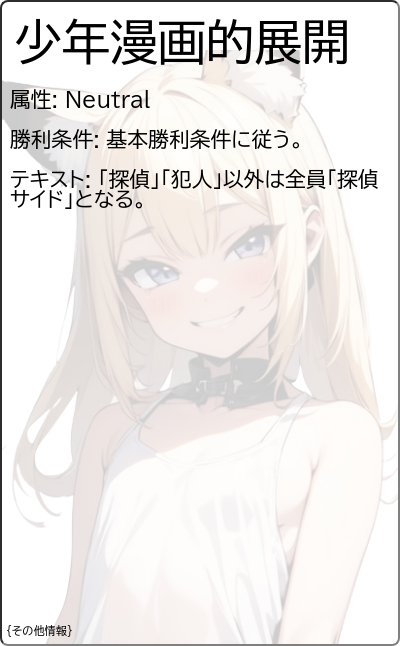 少年漫画的展開
属性: Neutral
勝利条件: 基本勝利条件に従う。
テキスト: ｢探偵｣｢犯人｣以外は全員｢探偵
サイド｣となる。
{その他情報}